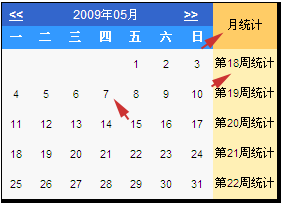 << 2009年05月 >> 月统计
一 二 三 四 五 六 日
1 2 3 第18周统计
4 5 6 7 8 9 10 第19周统计
11 12 13 14 15 16 17 第20周统计
18 19 20 21 22 23 24 第21周统计
25 26 27 28 29 30 31 第22周统计